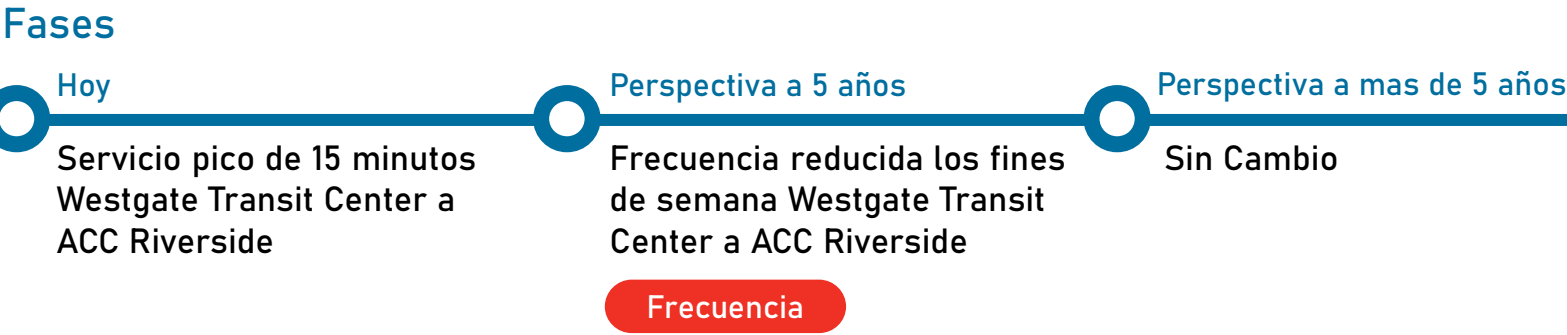 Fases
Hoy
Servicio pico de 15 minutos
Westgate Transit Center a
ACC Riverside
Perspectiva a 5 años
Frecuencia reducida los fines
de semana Westgate Transit
Center a ACC Riverside
Frecuencia
Perspectiva a mas de 5 años
Sin Cambio